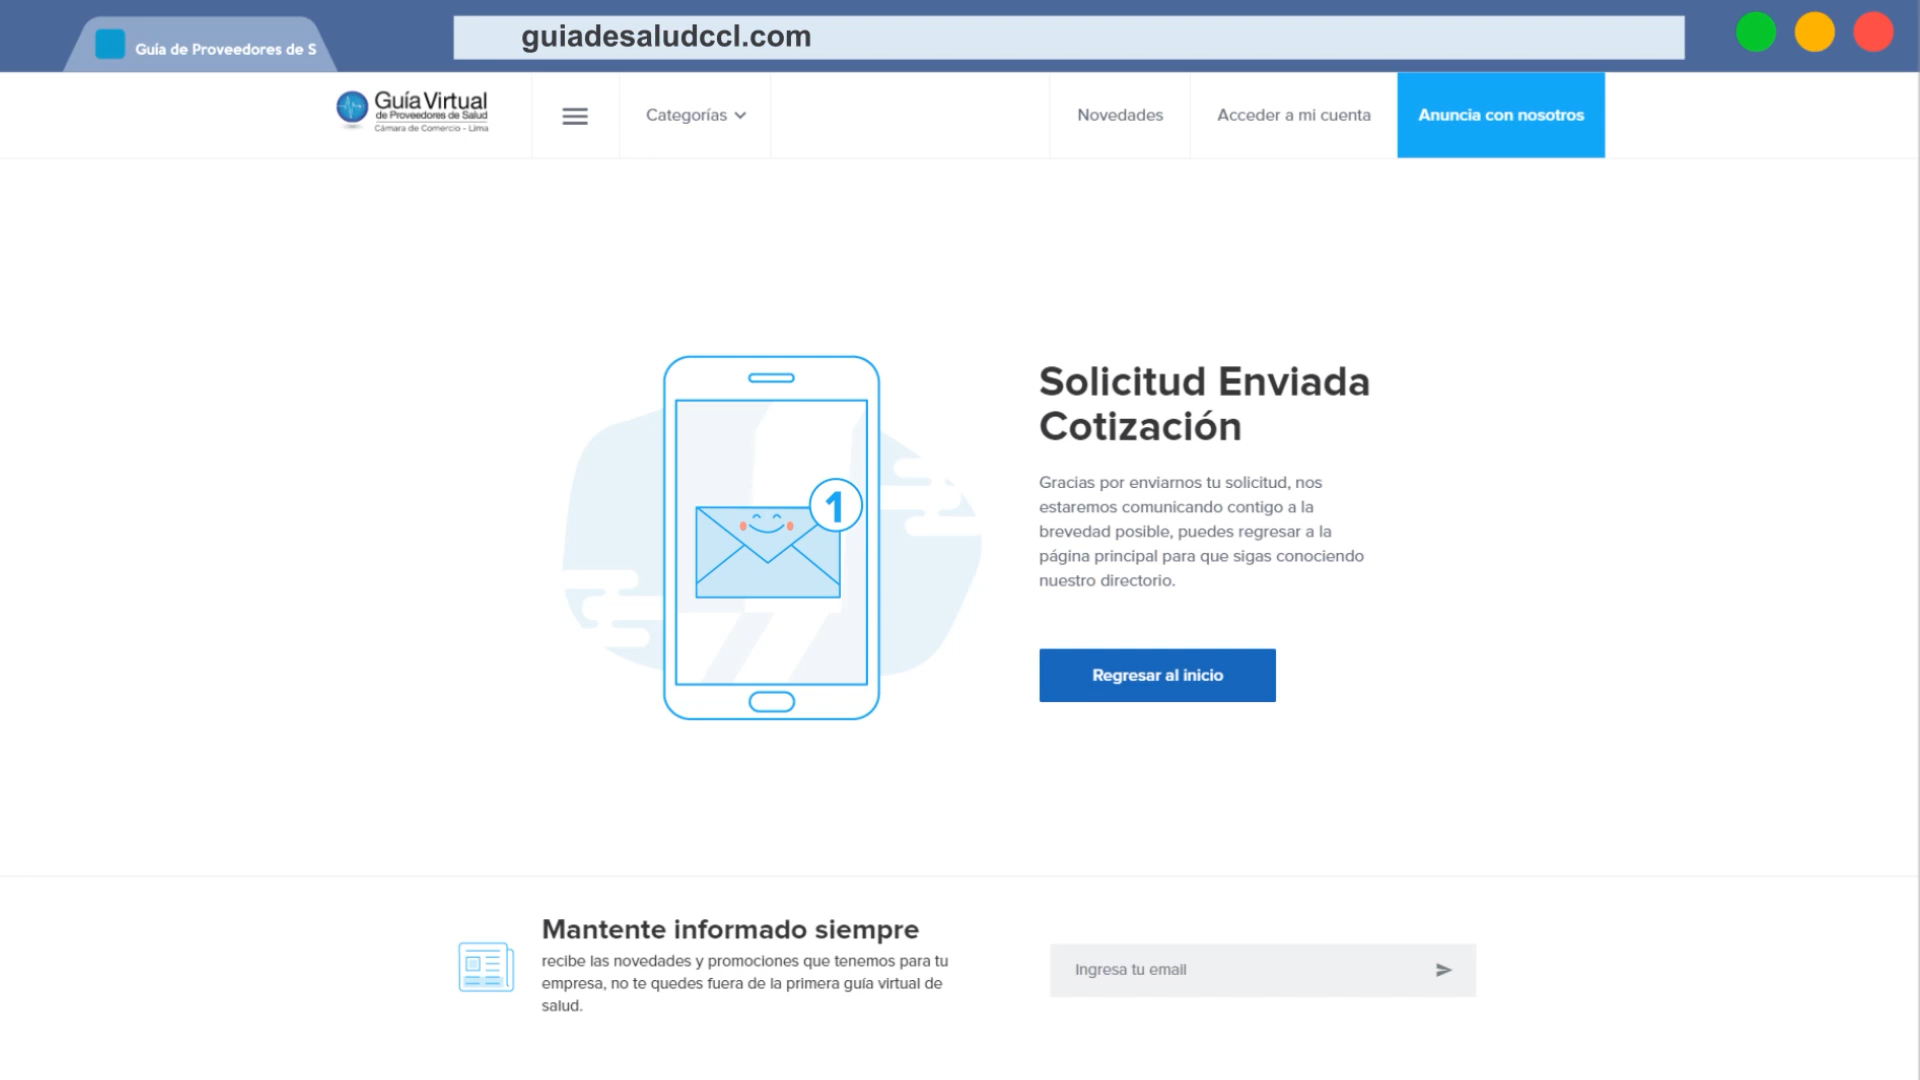 Guía de Proveedores de S
guiadesaludccl.com
Guía Virtual
de Proveedores de Salud
Cámara de Comercio - Lima
Categorías
Novedades
Acceder a mi cuenta
Anuncia con nosotros
1
Solicitud Enviada
Cotización
Gracias por enviarnos tu solicitud, nos
estaremos comunicando contigo a la
brevedad posible, puedes regresar a la
página principal para que sigas conociendo
nuestro directorio.
Regresar al inicio
Mantente informado siempre
recibe las novedades y promociones que tenemos para tu
empresa, no te quedes fuera de la primera guía virtual de
salud.
Ingresa tu email